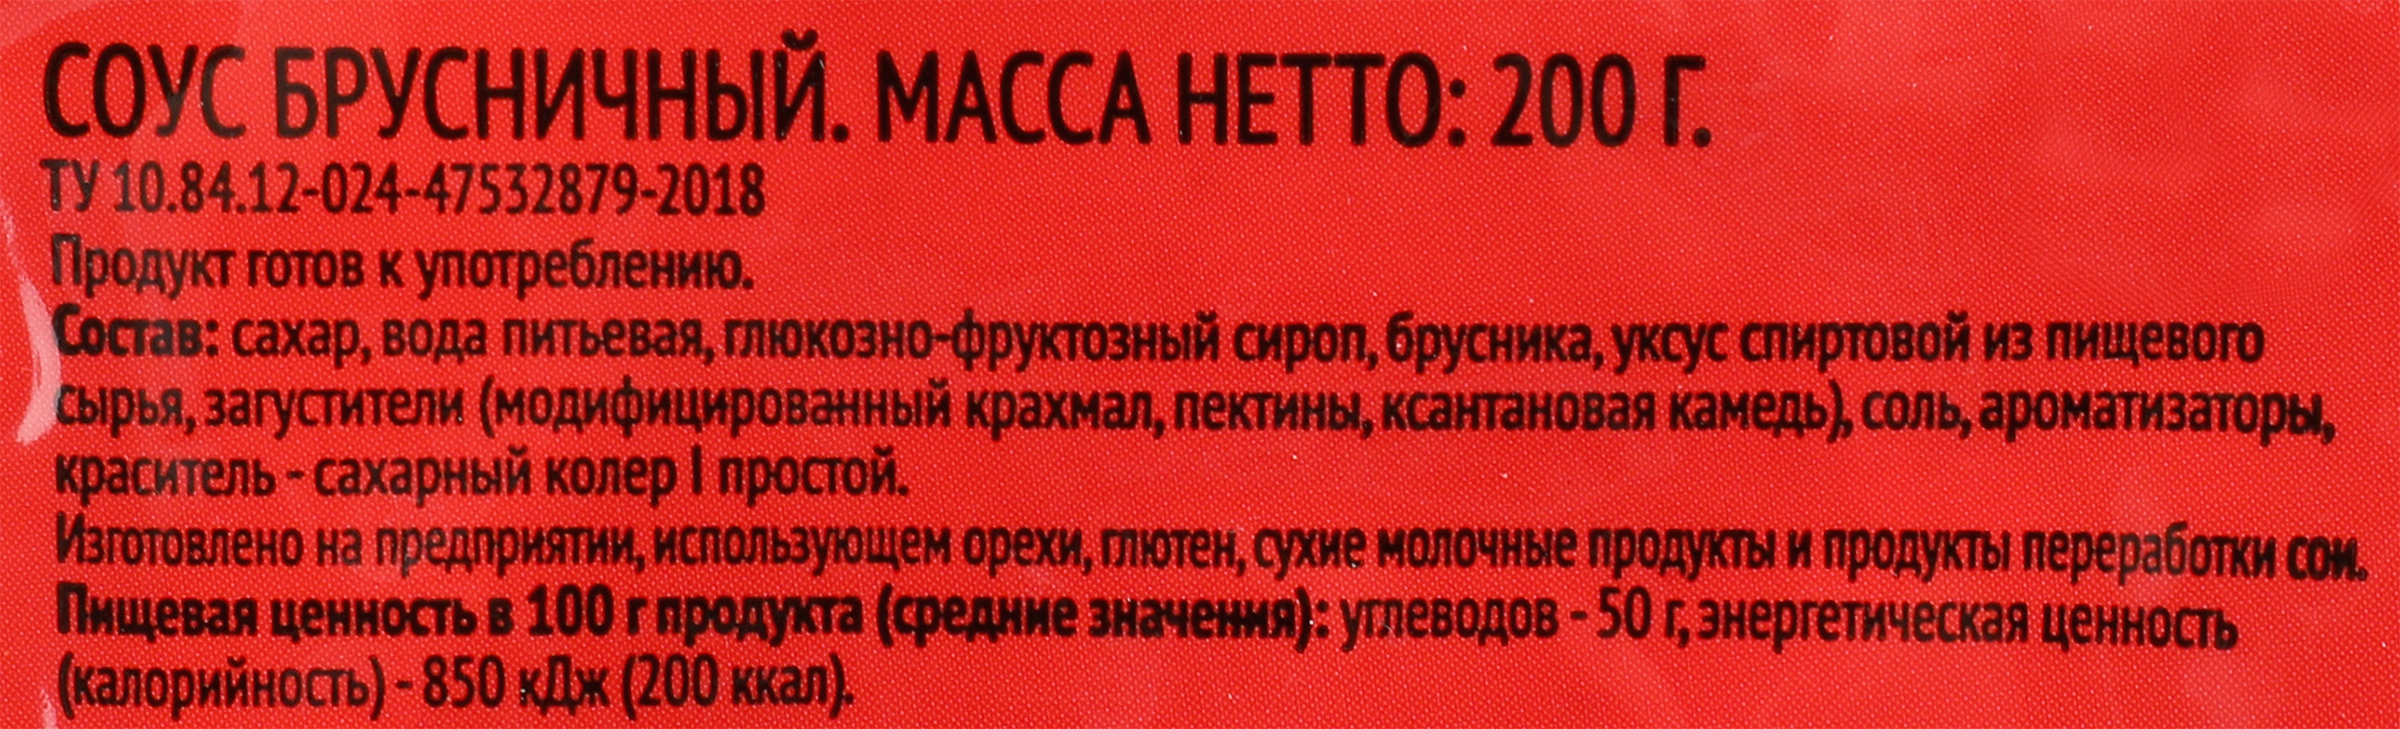 СОУС БРУСНИЧНЫЙ. МАССА НЕТТО: 200 Г.
ТУ 10.84.12-024-47532879-2018
Продукт готов к употреблению.
Состав: сахар, вода питьевая, глюкозно-фруктозный сироп, брусника, уксус спиртовой из пищевого
сырья, загустители (модифицированный крахмал, пектины, ксантановая камедь), соль, ароматизаторы,
краситель - сахарный колер I простой.
Изготовлено на предприятии, использующем орехи, глютен, сухие молочные продукты и продукты переработки сои.
Пищевая ценность в 100 г продукта (средние значения): углеводов - 50 г, энергетическая ценность
(калорийность) - 850 кДж (200 ккал).